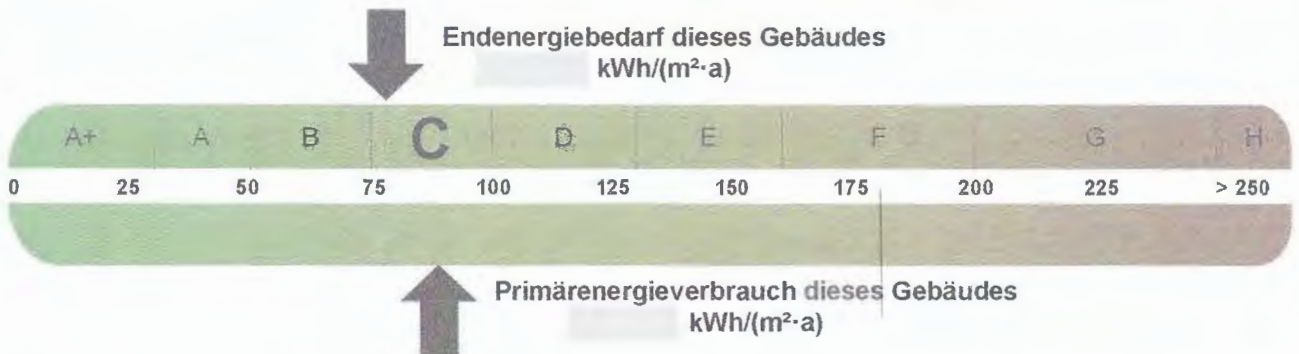 Endenergiebedarf dieses Gebäudes
kWh/(m²·a)
A+ A B C D E F G H
0 25 50 75 100 125 150 175 200 225 > 250
Primärenergieverbrauch dieses Gebäudes
kWh/(m²·a)